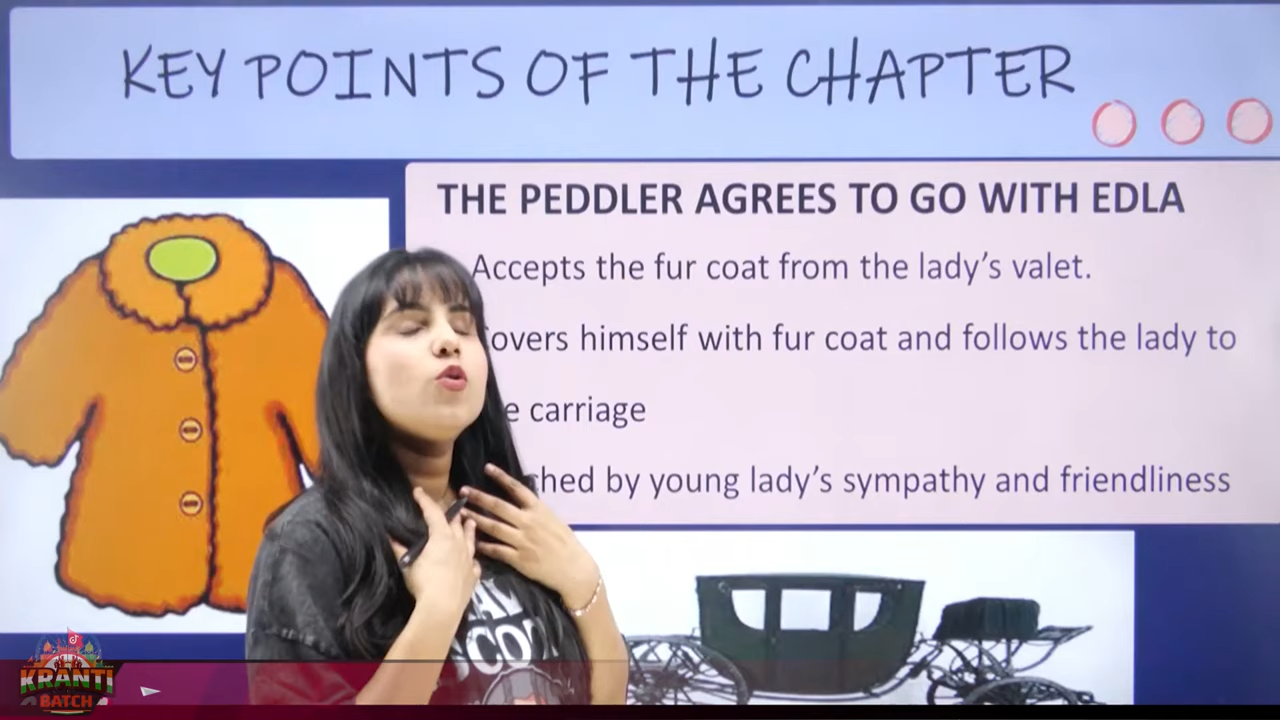 KEY POINTS OF THE CHAPTER
THE PEDDLER AGREES TO GO WITH EDLA
Accepts the fur coat from the lady's valet.
himself with fur coat and follows the lady to
carriage
by young lady's sympathy and friendliness
KRANTI
BATCH